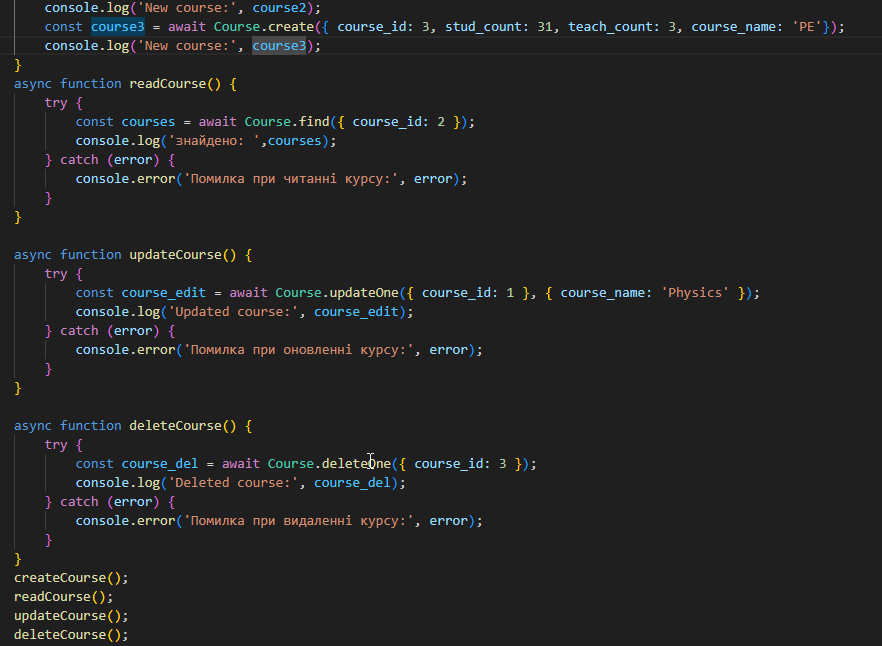 console.log('New course:', course2);
    const course3 = await Course.create({ course_id: 3, stud_count: 31, teach_count: 3, course_name: 'PE'});
    console.log('New course:', course3);
}
async function readCourse() {
    try {
        const courses = await Course.find({ course_id: 2 });
        console.log('знайдено: ',courses);
    } catch (error) {
        console.error('Помилка при читанні курсу:', error);
    }
}

async function updateCourse() {
    try {
        const course_edit = await Course.updateOne({ course_id: 1 }, { course_name: 'Physics' });
        console.log('Updated course:', course_edit);
    } catch (error) {
        console.error('Помилка при оновленні курсу:', error);
    }
}

async function deleteCourse() {
    try {
        const course_del = await Course.deleteOne({ course_id: 3 });
        console.log('Deleted course:', course_del);
    } catch (error) {
        console.error('Помилка при видаленні курсу:', error);
    }
}
createCourse();
readCourse();
updateCourse();
deleteCourse();